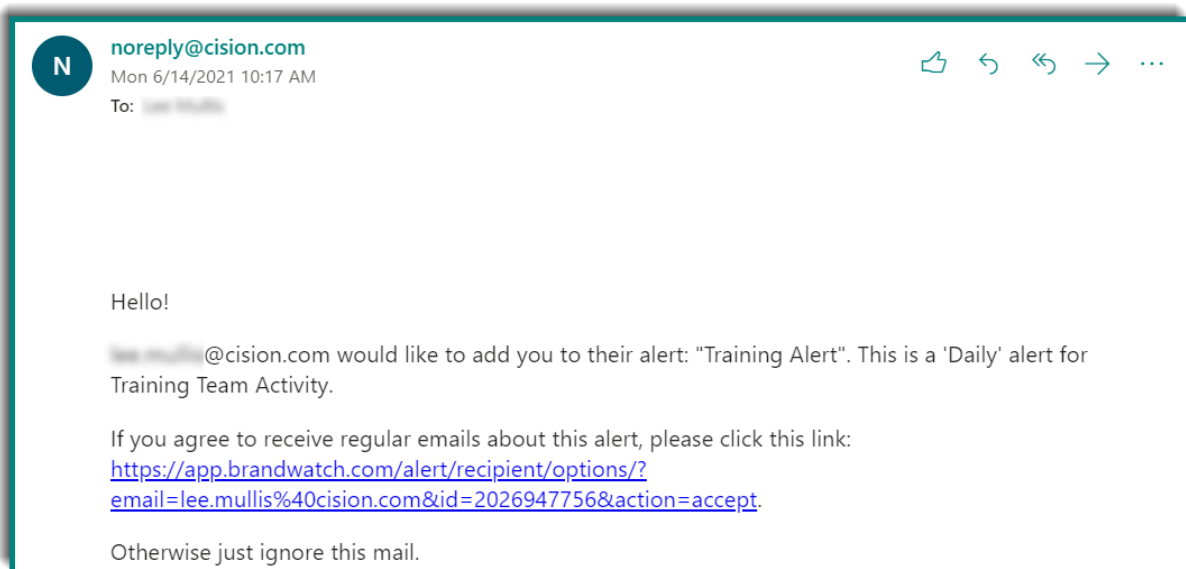 N
noreply@cision.com
Mon 6/14/2021 10:17 AM
To:
Hello!
@cision.com would like to add you to their alert: "Training Alert". This is a 'Daily' alert for
Training Team Activity.
If you agree to receive regular emails about this alert, please click this link:
https://app.brandwatch.com/alert/recipient/options/?
email=lee.mullis%40cision.com&id=2026947756&action=accept.
Otherwise just ignore this mail.